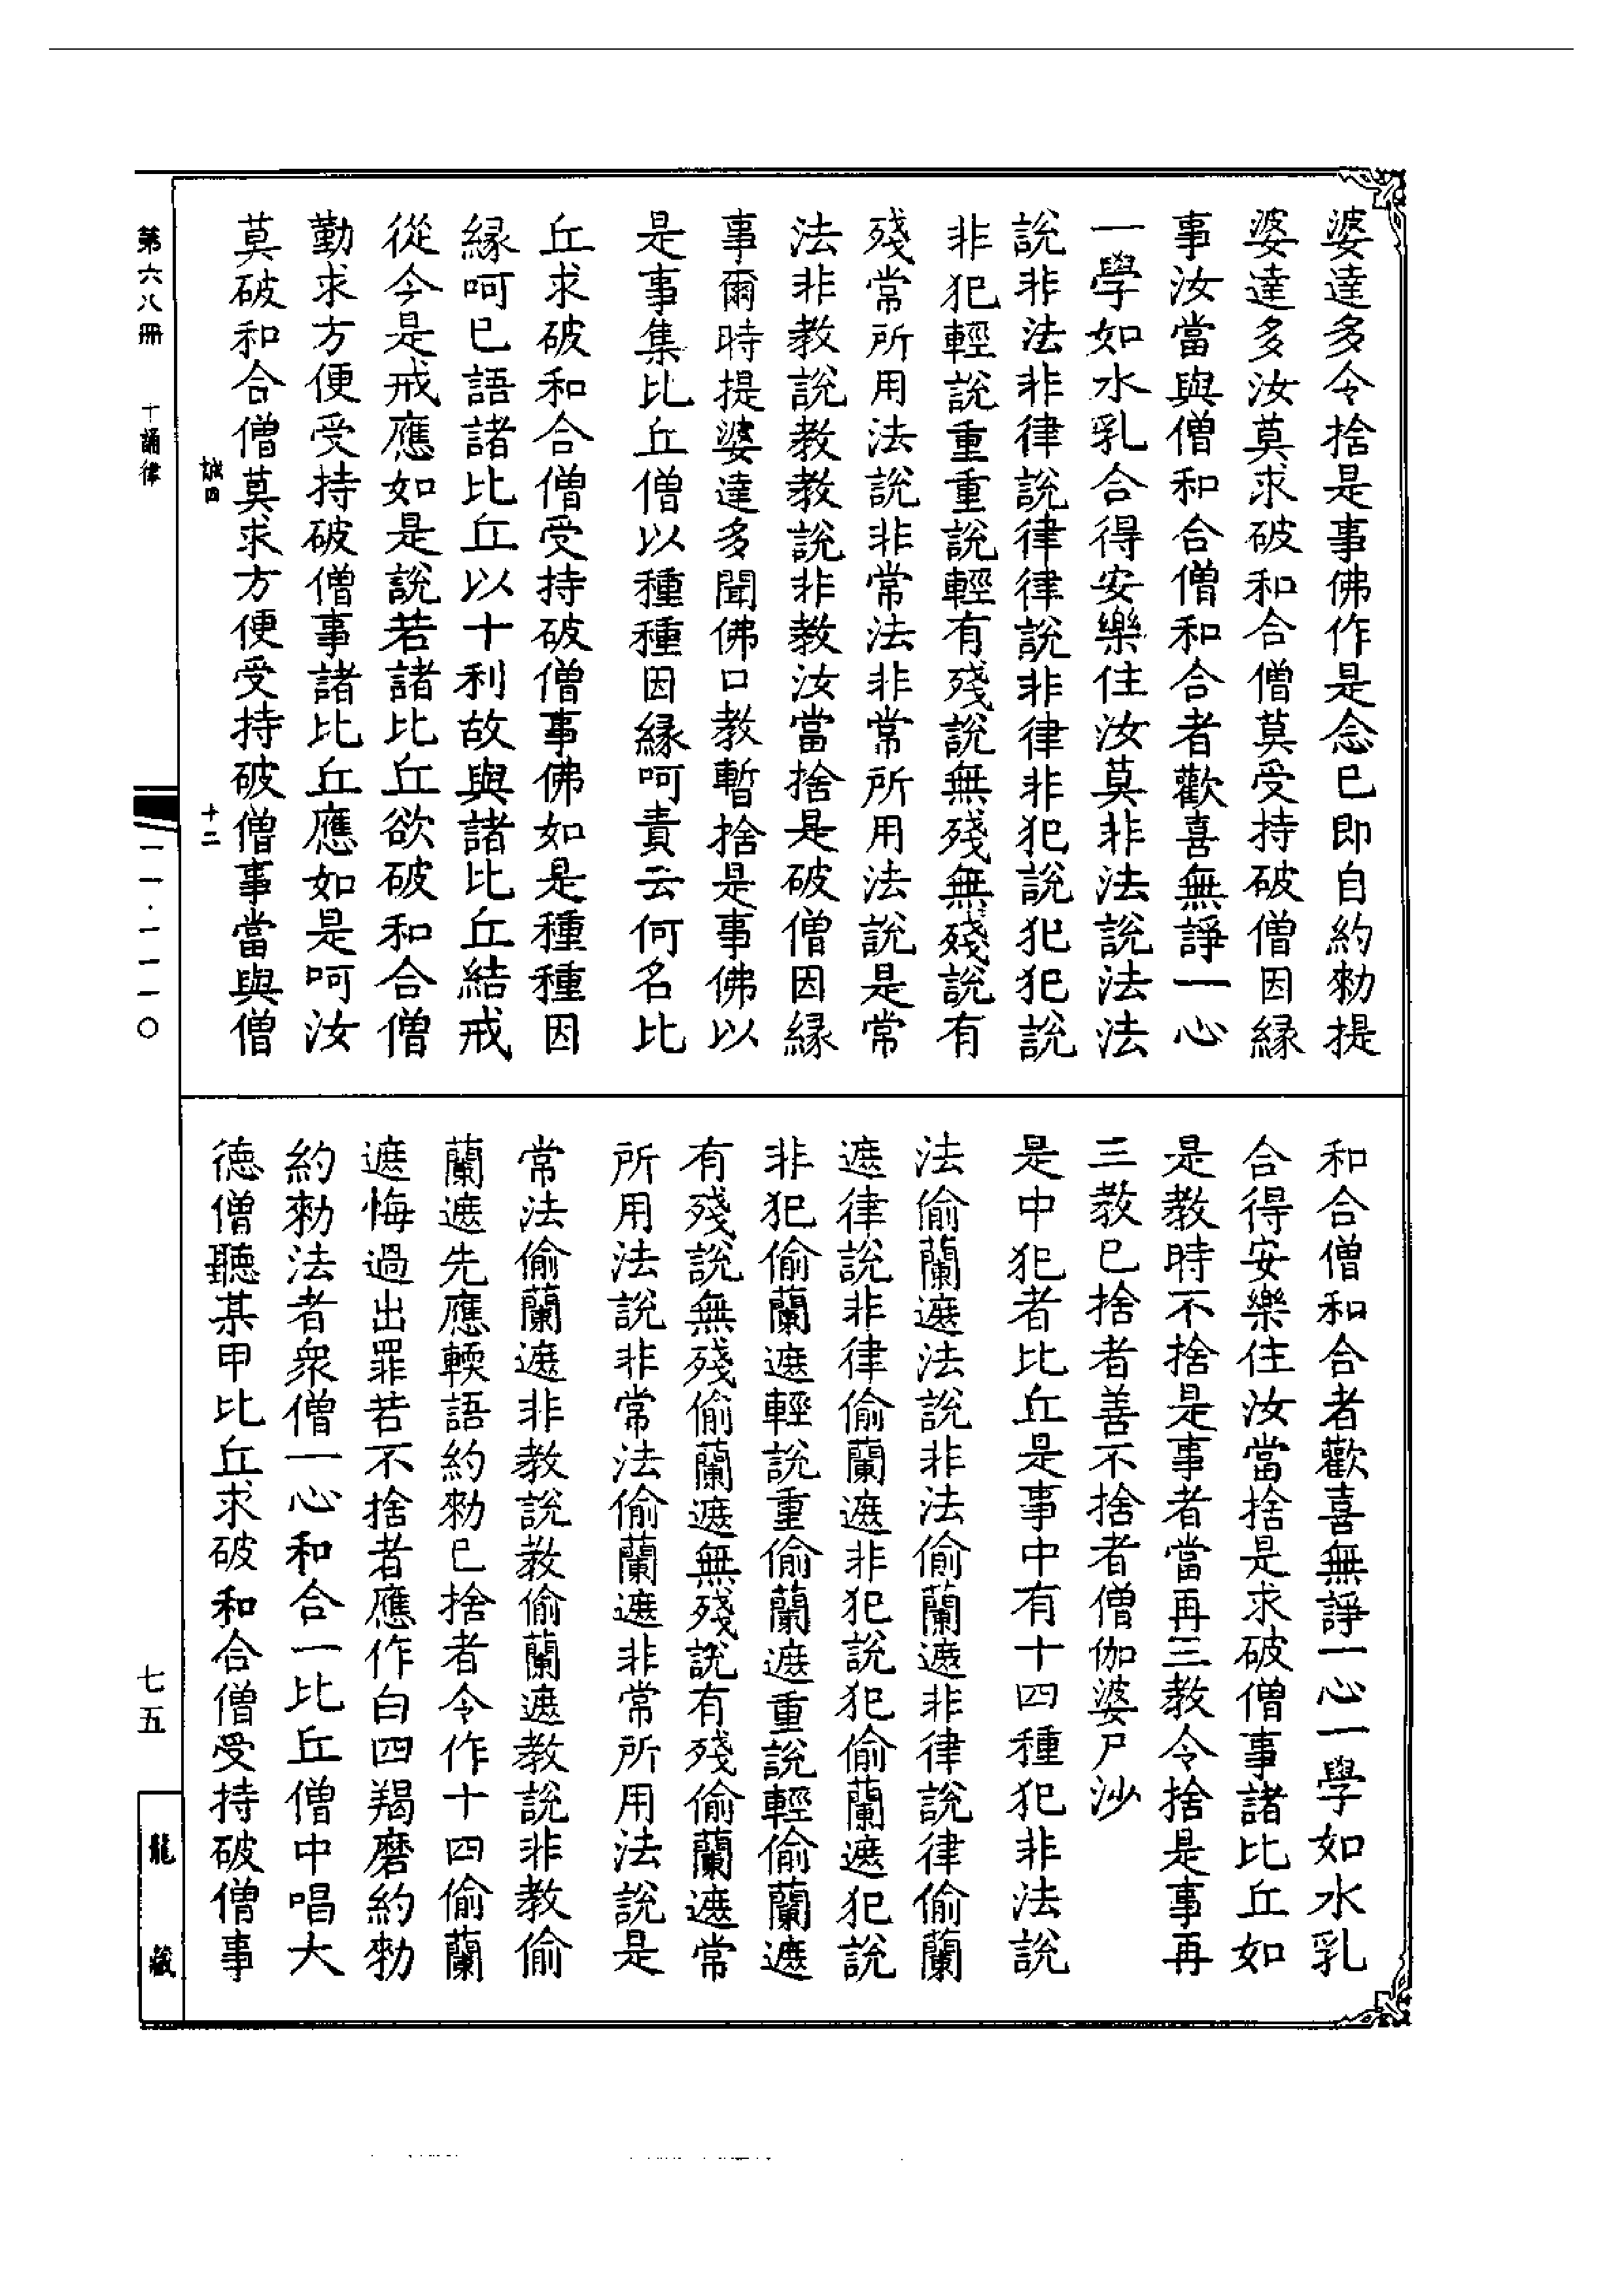 婆達多令捨是事佛作是念已即自約勑提
婆達多汝莫求破和合僧莫受持破僧因縁
事汝當與僧和合僧和合者歡喜無諍一心
一學如水乳合得安樂住汝莫非法說法法
說非法非律說律律說非律非犯說犯犯說
非犯輕說重重說輕有殘說無殘無殘說有
殘常所用法說非常法非常所用法說是常
法非教說教教說非教汝當捨是破僧因縁
事爾時提婆達多聞佛口教暫捨是事佛以
是事集比丘僧以種種因縁呵責云何名比
丘求破和合僧受持破僧事佛如是種種因
縁呵已語諸比丘以十利故與諸比丘結戒
從今是戒應如是說若諸比丘欲破和合僧
勤求方便受持破僧事諸比丘應如是呵汝
莫破和合僧莫求方便受持破僧事當與僧
誠四 十二
和合僧和合者歡喜無諍一心一學如水乳
合得安樂住汝當捨是求破僧事諸比丘如
是教時不捨是事者當再三教令捨是事再
三教已捨者善不捨者僧伽婆尸沙
是中犯者比丘是事中有十四種犯非法說
法偷蘭遮法說非法偷蘭遮非律說律偷蘭
遮律說非律偷蘭遮非犯說犯偷蘭遮犯說
非犯偷蘭遮輕說重偷蘭遮重說輕偷蘭遮
有殘說無殘偷蘭遮無殘說有殘偷蘭遮常
所用法說非常法偷蘭遮非常所用法說是
常法偷蘭遮非教說教偷蘭遮教說非教偷
蘭遮先應輭語約勑已捨者令作十四偷蘭
遮悔過出罪若不捨者應作白四羯磨約勑
約勑法者衆僧一心和合一比丘僧中唱大
德僧聽某甲比丘求破和合僧受持破僧事
第六八冊 十誦律 一一·一一一〇 七五 龍藏